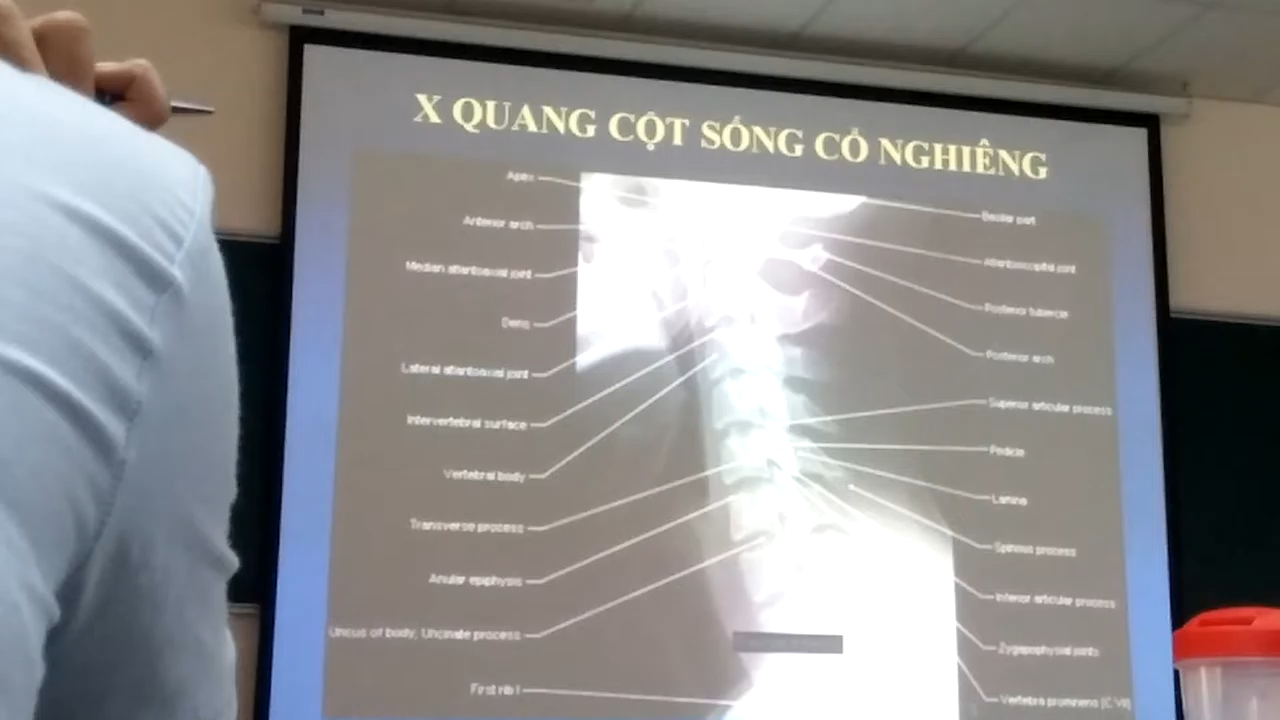 X QUANG CỘT SỐNG CỔ NGHIÊNG
Apex
Anterior arch
Median atlantoaxial joint
Dens
Lateral atlantoaxial joint
Intervertebral surface
Vertebral body
Transverse process
Anular epiphysis
Uncus of body; Uncinate process
First rib I
Basilar part
Atlantooccipital joint
Posterior tubercle
Posterior arch
Superior articular process
Pedicle
Lamina
Spinous process
Inferior articular process
Zygapophysial joints
Vertebra prominens [C VII]